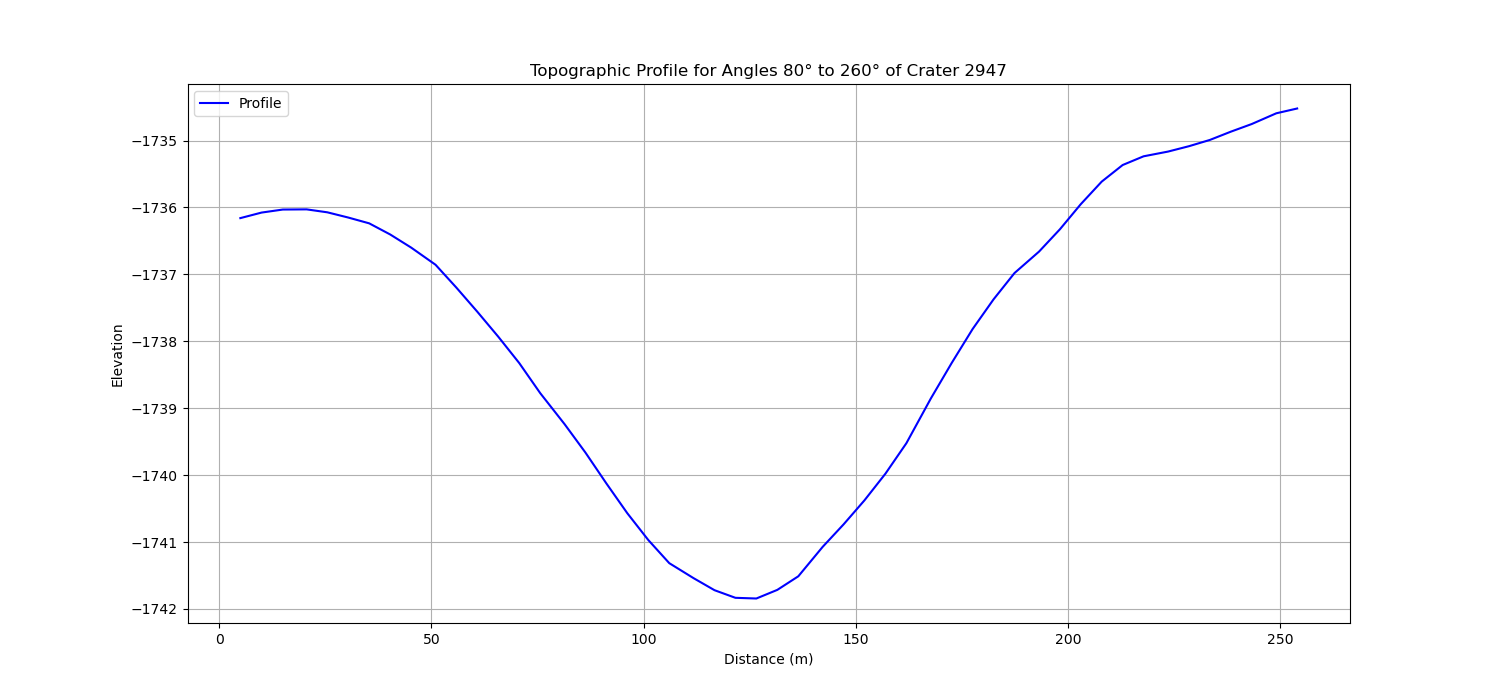 Topographic Profile for Angles 80° to 260° of Crater 2947
Profile
−1735
−1736
−1737
−1738
−1739
−1740
−1741
−1742
Elevation
0 50 100 150 200 250
Distance (m)